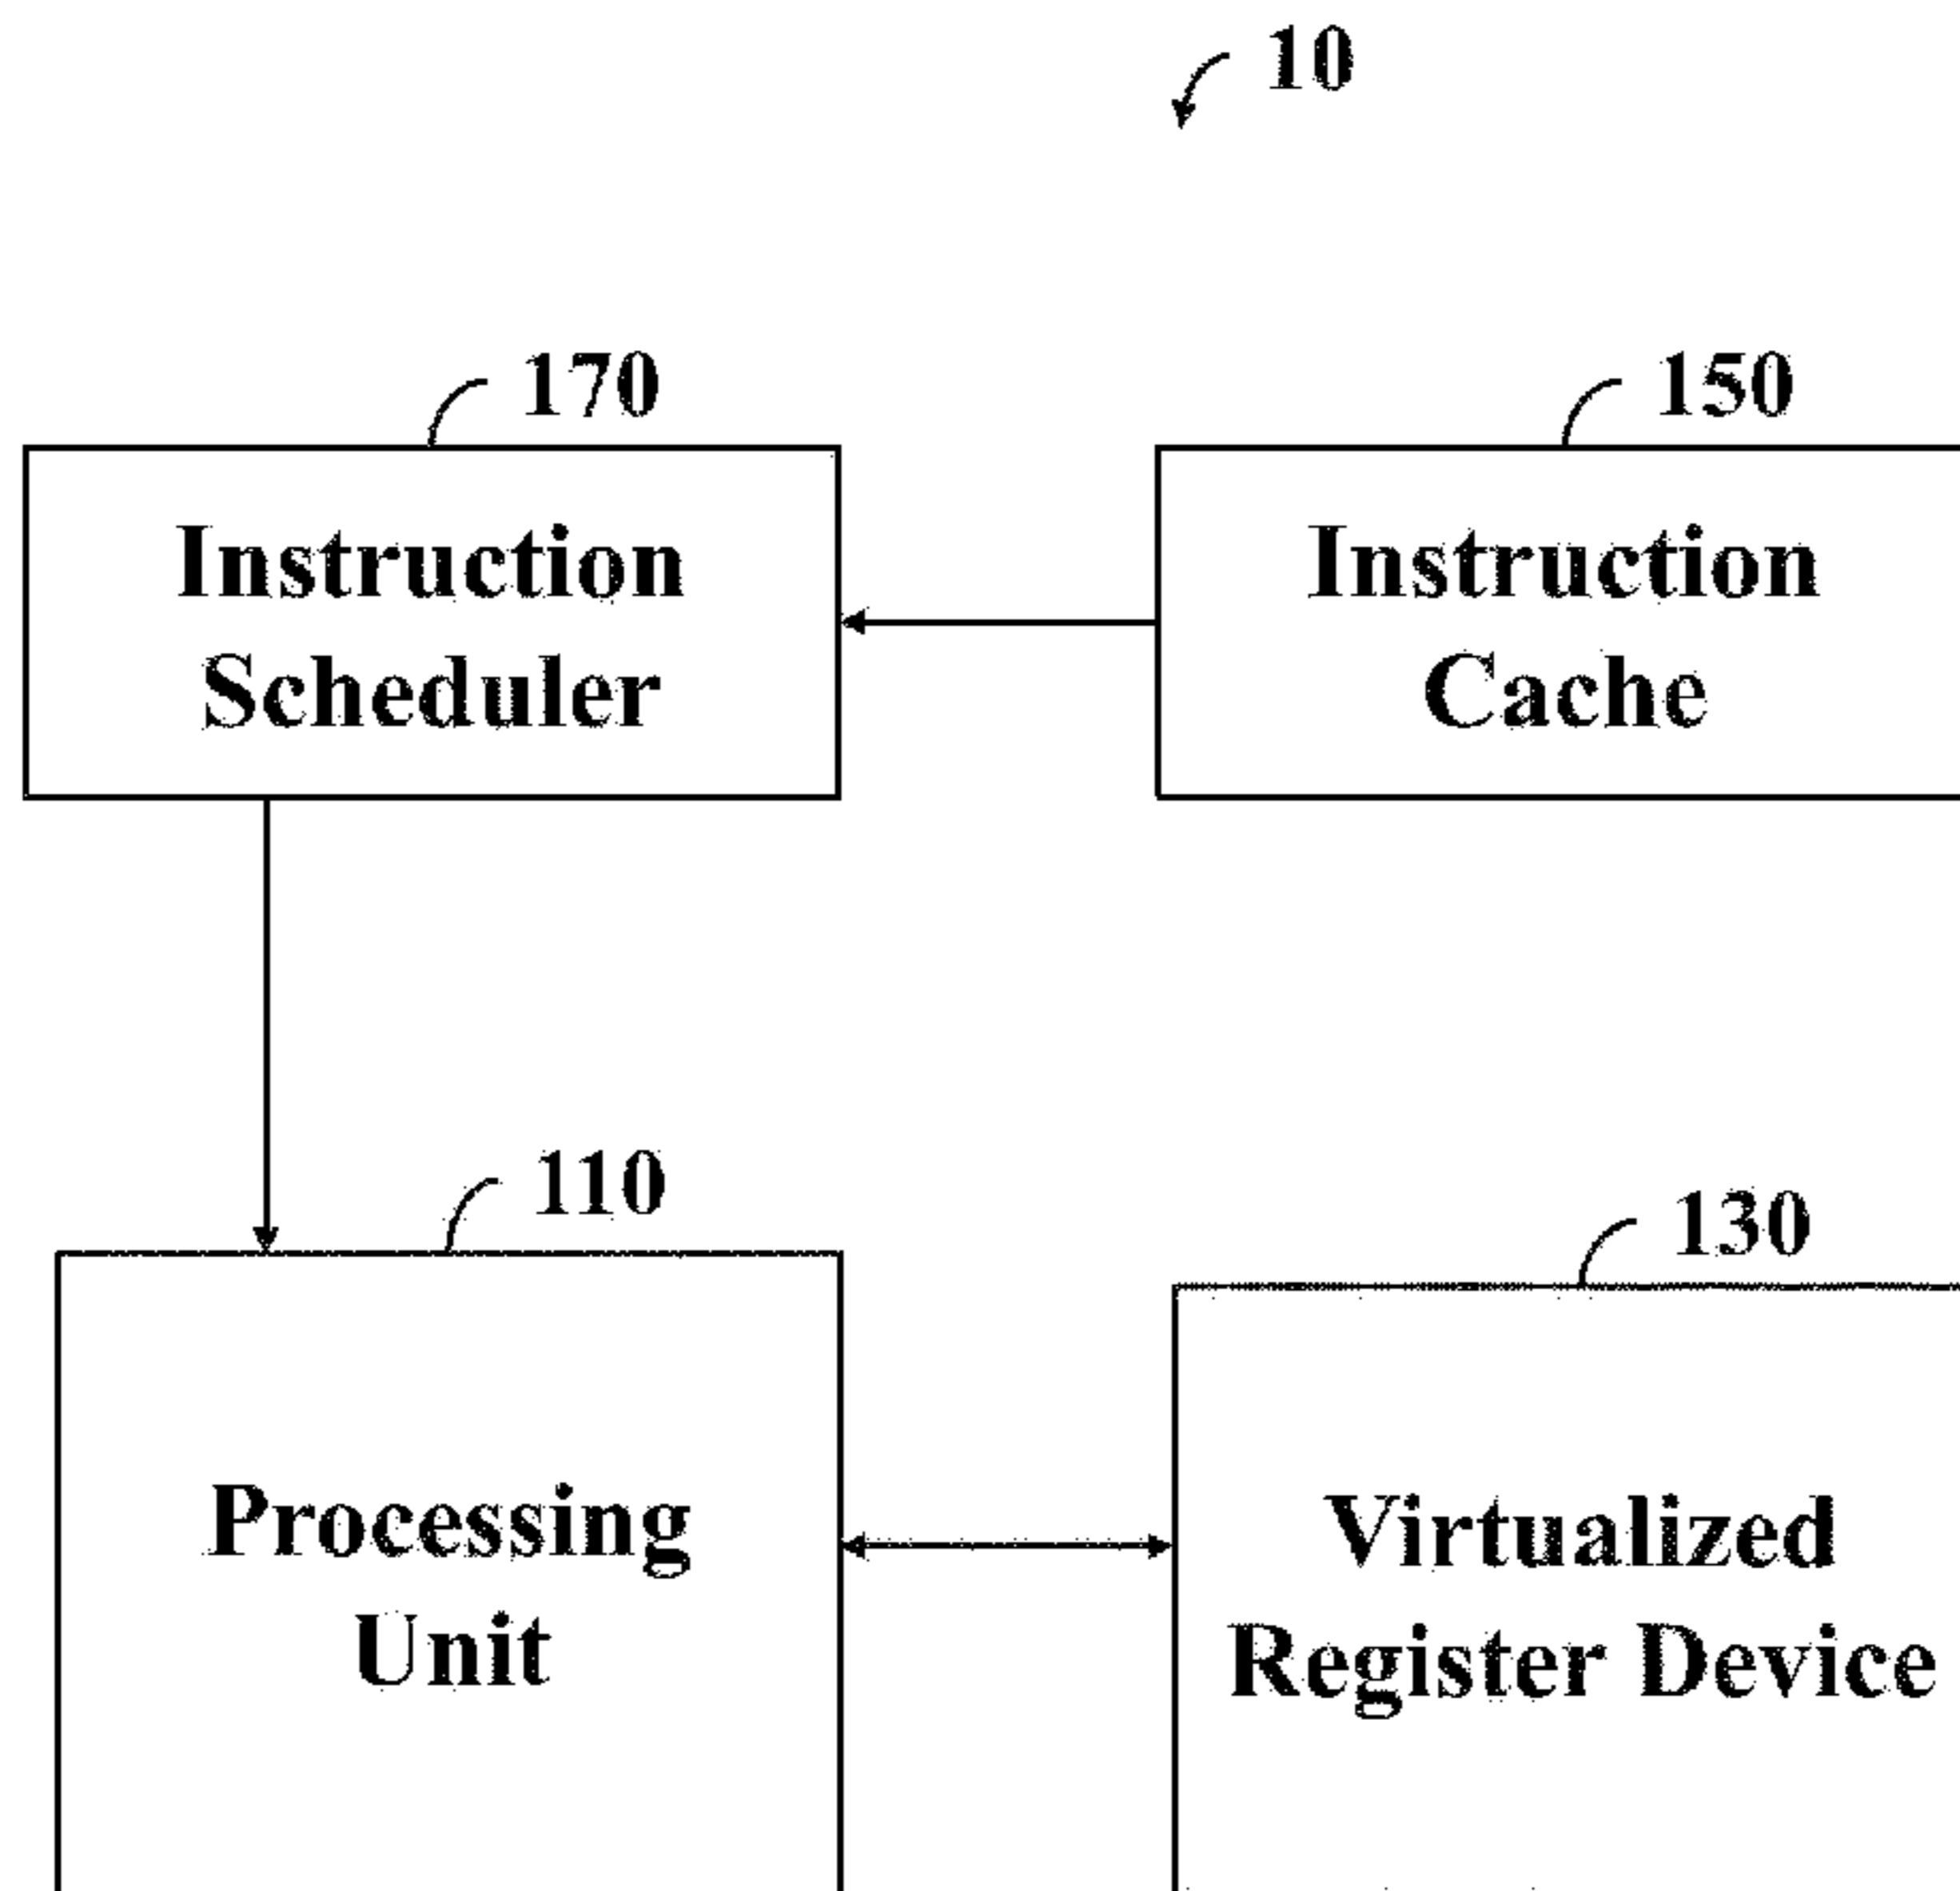 10
170
150
Instruction
Scheduler
Instruction
Cache
110
130
Processing
Unit
Virtualized
Register Device